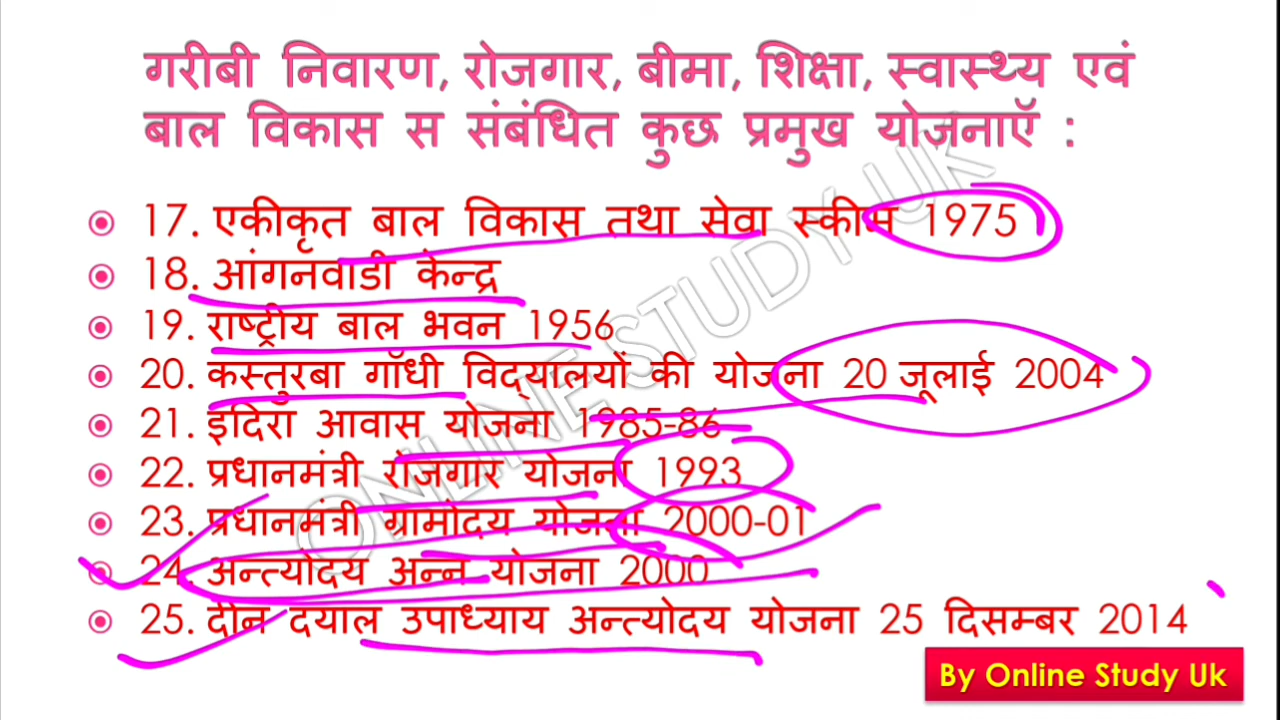 गरीबी निवारण, रोजगार, बीमा, शिक्षा, स्वास्थ्य एवं
बाल विकास स संबंधित कुछ प्रमुख योजनाऍ :
17. एकीकृत बाल विकास तथा सेवा स्कीम 1975
18. आंगनवाडी केन्द्र
19. राष्ट्रीय बाल भवन 1956
20. कस्तुरबा गॉधी विद्यालयों की योजना 20 जूलाई 2004
21. इंदिरा आवास योजना 1985-86
22. प्रधानमंत्री रोजगार योजना 1993
23. प्रधानमंत्री ग्रामोदय योजना 2000-01
24. अन्त्योदय अन्न योजना 2000
25. दीन दयाल उपाध्याय अन्त्योदय योजना 25 दिसम्बर 2014
ONLINE STUDY UK
By Online Study Uk